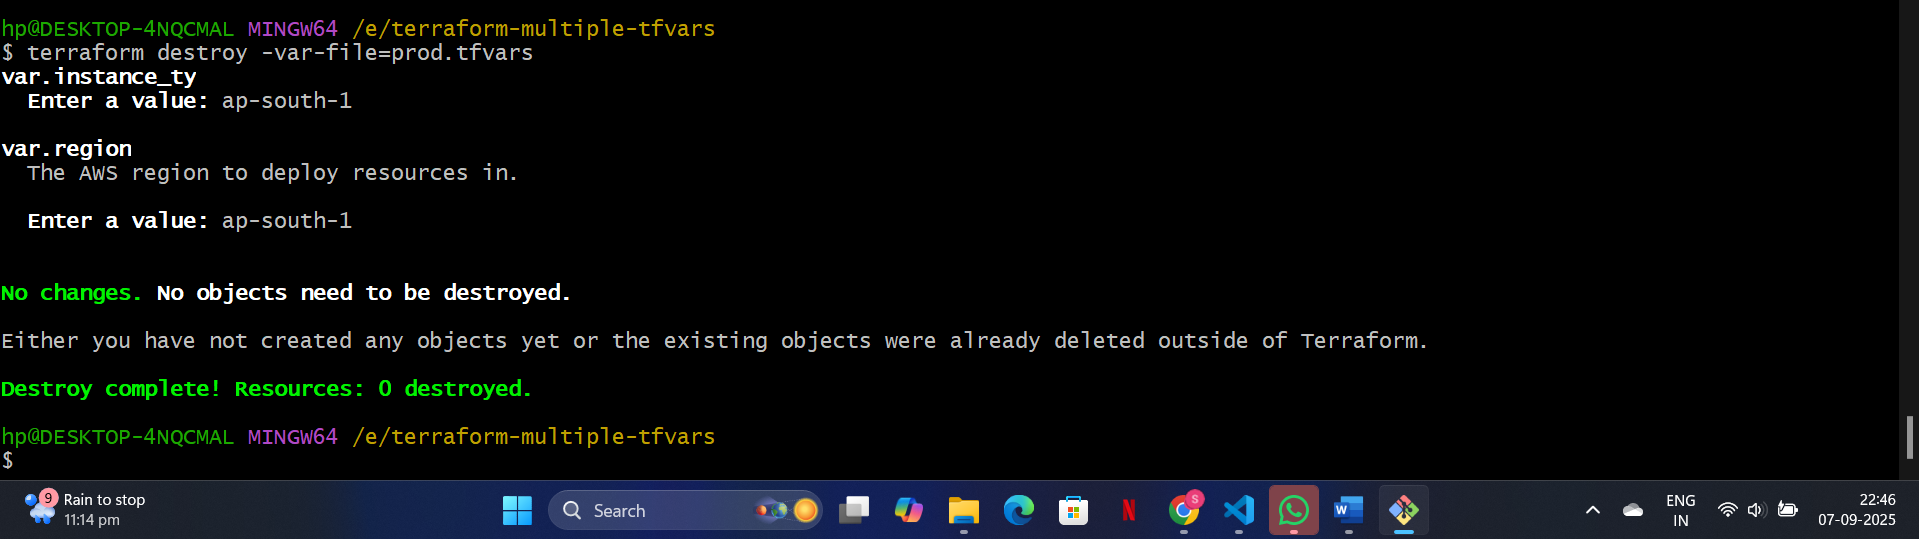 hp@DESKTOP-4NQCMAL MINGW64 /e/terraform-multiple-tfvars
$ terraform destroy -var-file=prod.tfvars
var.instance_ty
  Enter a value: ap-south-1
var.region
  The AWS region to deploy resources in.
  Enter a value: ap-south-1
No changes. No objects need to be destroyed.
Either you have not created any objects yet or the existing objects were already deleted outside of Terraform.
Destroy complete! Resources: 0 destroyed.
hp@DESKTOP-4NQCMAL MINGW64 /e/terraform-multiple-tfvars
$
9 Rain to stop
11:14 pm
Search
N
S
W
ENG
IN
22:46
07-09-2025